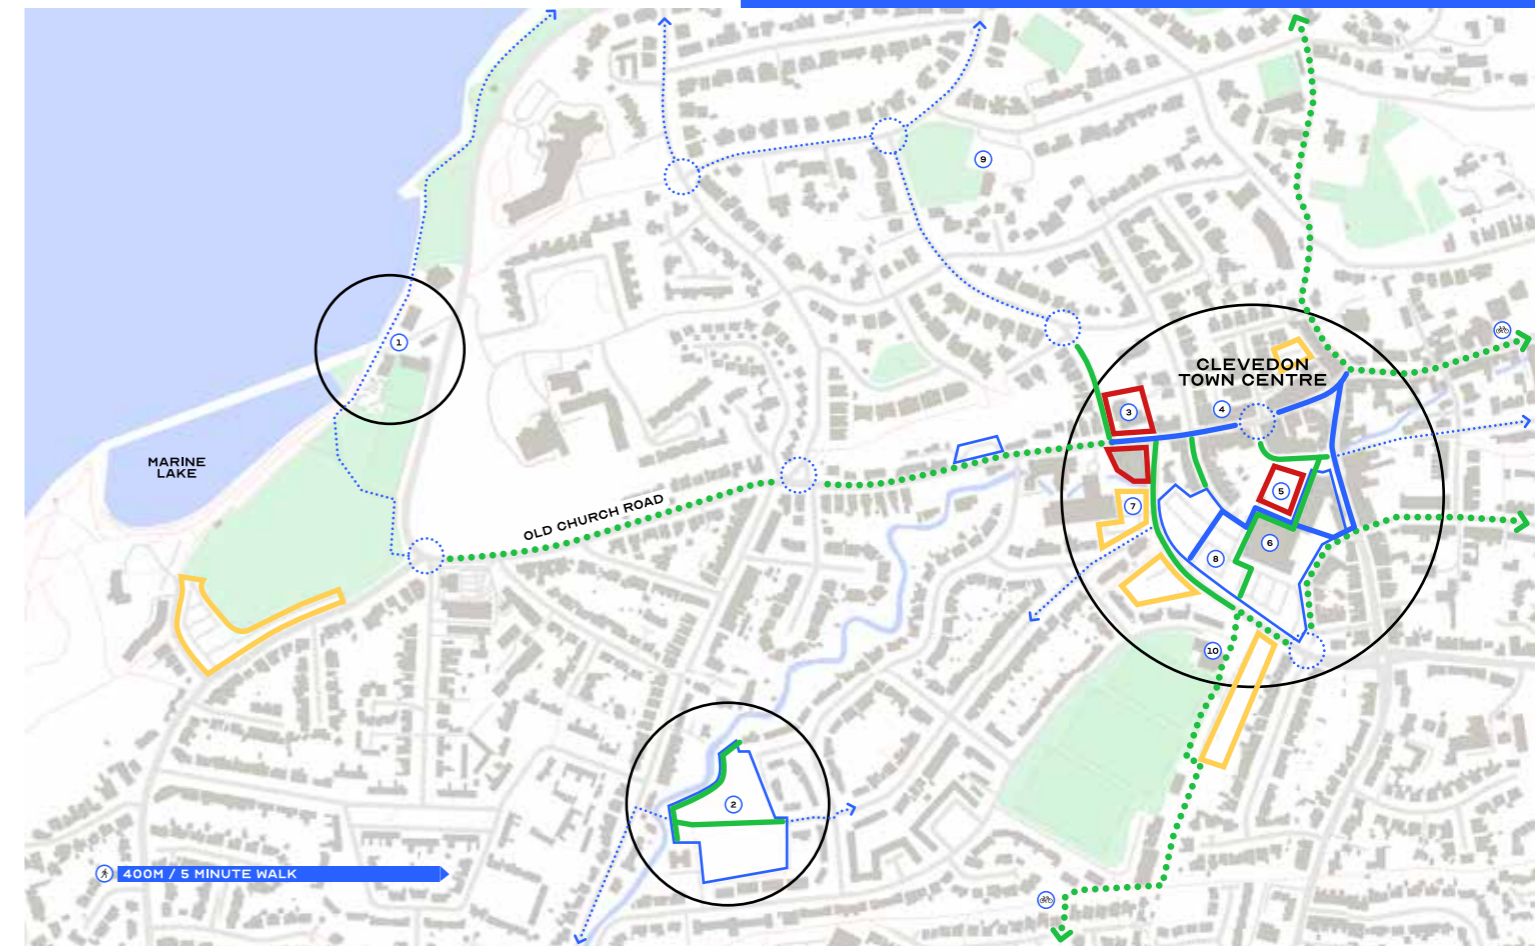 9
1
CLEVEDON
TOWN CENTRE
3
4
MARINE
LAKE
5
OLD CHURCH ROAD
7
6
8
10
2
400M / 5 MINUTE WALK